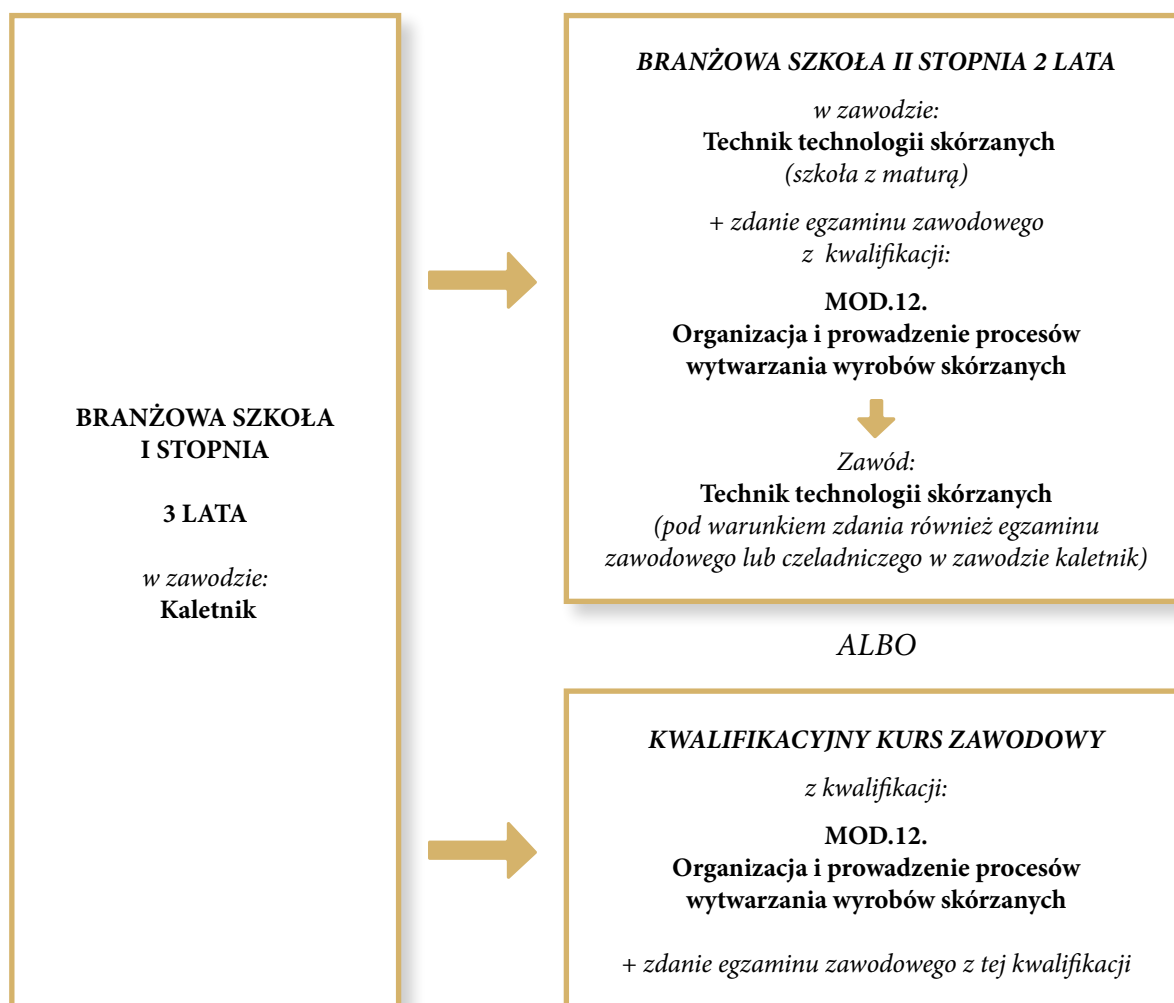 BRANŻOWA SZKOŁA
I STOPNIA
3 LATA
w zawodzie:
Kaletnik
BRANŻOWA SZKOŁA II STOPNIA 2 LATA
w zawodzie:
Technik technologii skórzanych
(szkoła z maturą)
+ zdanie egzaminu zawodowego
z kwalifikacji:
MOD.12.
Organizacja i prowadzenie procesów
wytwarzania wyrobów skórzanych
Zawód:
Technik technologii skórzanych
(pod warunkiem zdania również egzaminu
zawodowego lub czeladniczego w zawodzie kaletnik)
ALBO
KWALIFIKACYJNY KURS ZAWODOWY
z kwalifikacji:
MOD.12.
Organizacja i prowadzenie procesów
wytwarzania wyrobów skórzanych
+ zdanie egzaminu zawodowego z tej kwalifikacji